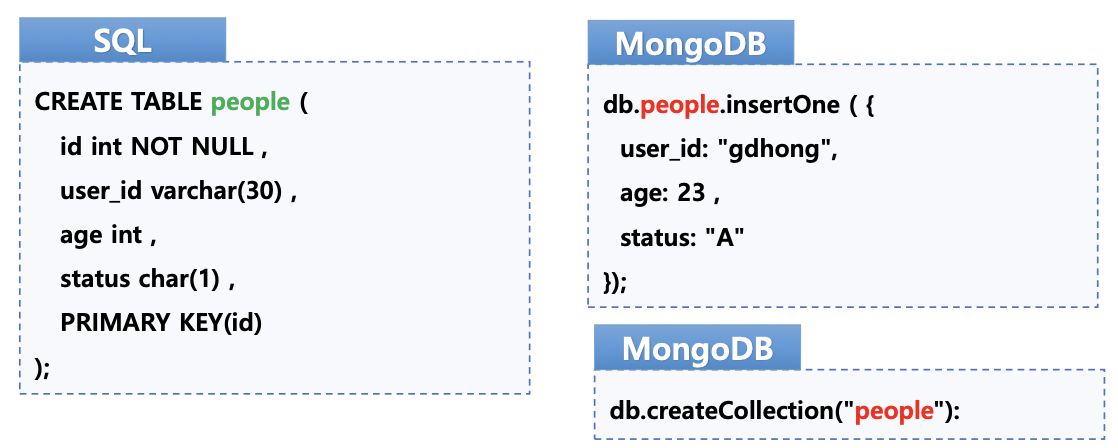 SQL
CREATE TABLE people (
id int NOT NULL ,
user_id varchar(30) ,
age int ,
status char(1) ,
PRIMARY KEY(id)
);
MongoDB
db.people.insertOne ( {
user_id: "gdhong",
age: 23 ,
status: "A"
});
MongoDB
db.createCollection("people"):